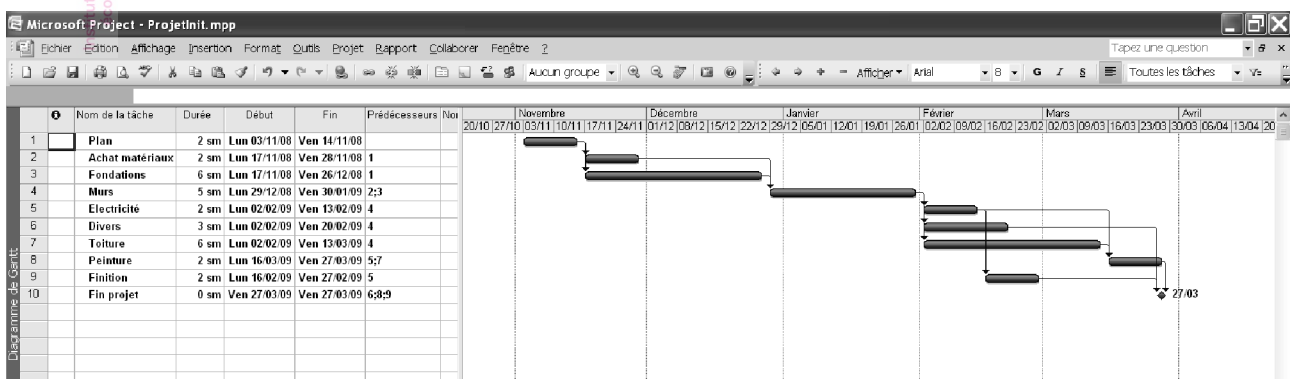 Microsoft Project - ProjetInit.mpp
Fichier Edition Affichage Insertion Format Outils Projet Rapport Collaborer Fenêtre ? Tapez une question
Aucun groupe Afficher Arial 8 G I S Toutes les tâches
Nom de la tâche Durée Début Fin Prédécesseurs Nor Novembre Décembre Janvier Février Mars Avril
20/10 27/10 03/11 10/11 17/11 24/11 01/12 08/12 15/12 22/12 29/12 05/01 12/01 19/01 26/01 02/02 09/02 16/02 23/02 02/03 09/03 16/03 23/03 30/03 06/04 13/04 20
1 Plan 2 sm Lun 03/11/08 Ven 14/11/08
2 Achat matériaux 2 sm Lun 17/11/08 Ven 28/11/08 1
3 Fondations 6 sm Lun 17/11/08 Ven 26/12/08 1
4 Murs 5 sm Lun 29/12/08 Ven 30/01/09 2;3
5 Electricité 2 sm Lun 02/02/09 Ven 13/02/09 4
6 Divers 3 sm Lun 02/02/09 Ven 20/02/09 4
7 Toiture 6 sm Lun 02/02/09 Ven 13/03/09 4
8 Peinture 2 sm Lun 16/03/09 Ven 27/03/09 5;7
9 Finition 2 sm Lun 16/02/09 Ven 27/02/09 5
10 Fin projet 0 sm Ven 27/03/09 Ven 27/03/09 6;8;9 27/03
Diagramme de Gantt